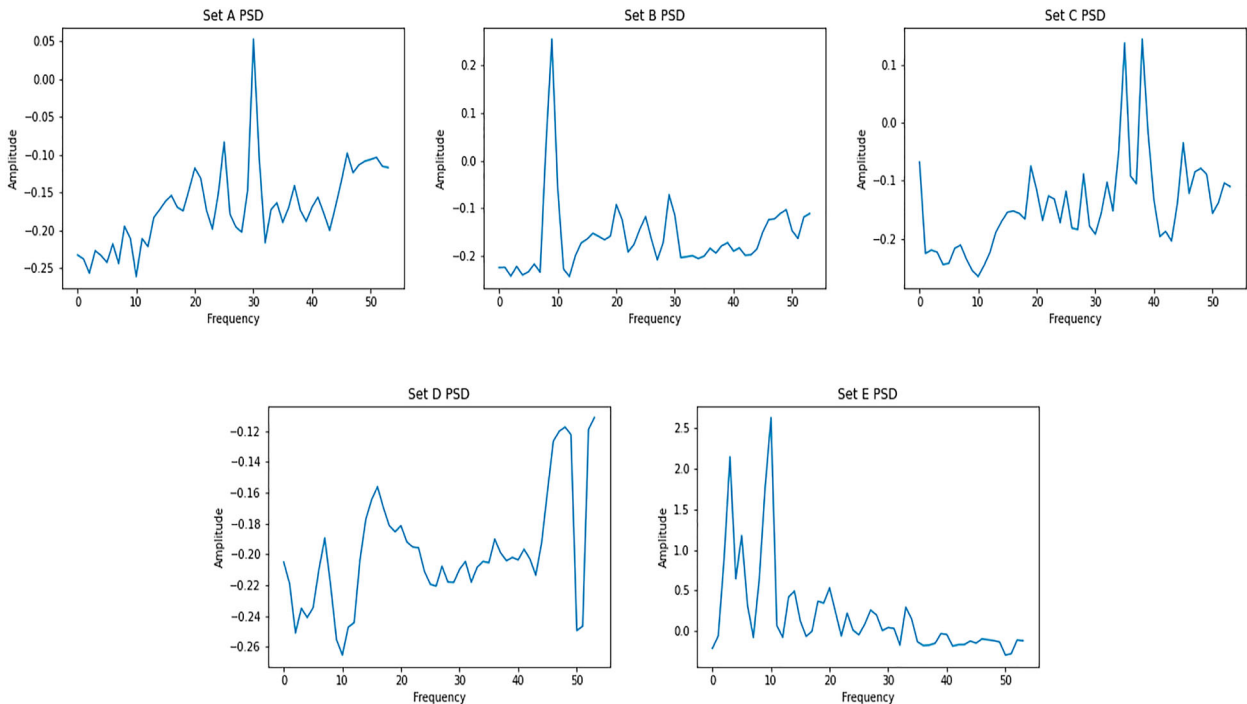 Set A PSD
Set B PSD
Set C PSD
0.05
0.00
−0.05
−0.10
−0.15
−0.20
−0.25
Amplitude
0 10 20 30 40 50
Frequency
0.2
0.1
0.0
−0.1
−0.2
Amplitude
0 10 20 30 40 50
Frequency
0.1
0.0
−0.1
−0.2
Amplitude
0 10 20 30 40 50
Frequency
Set D PSD
Set E PSD
−0.12
−0.14
−0.16
−0.18
−0.20
−0.22
−0.24
−0.26
Amplitude
0 10 20 30 40 50
Frequency
2.5
2.0
1.5
1.0
0.5
0.0
Amplitude
0 10 20 30 40 50
Frequency